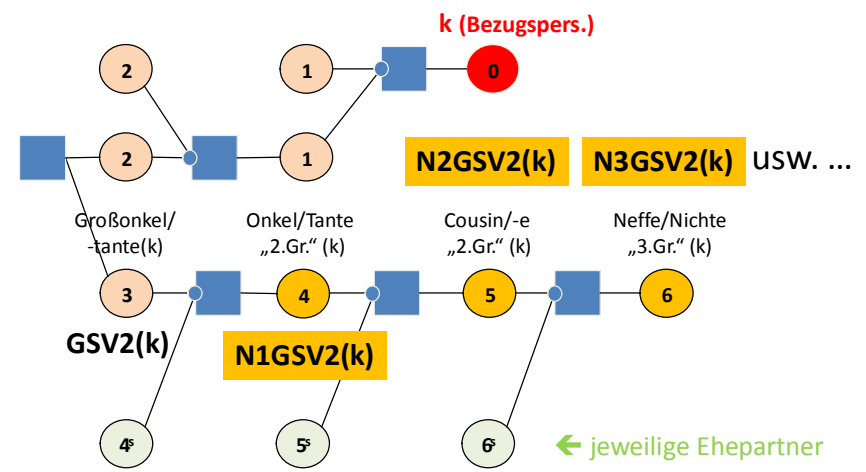 k (Bezugspers.)
2
1
0
2
1
N2GSV2(k)
N3GSV2(k)
usw. ...
Großonkel/
-tante(k)
Onkel/Tante
„2.Gr.“ (k)
Cousin/-e
„2.Gr.“ (k)
Neffe/Nichte
„3.Gr.“ (k)
3
4
5
6
GSV2(k)
N1GSV2(k)
4ˢ
5ˢ
6ˢ
🡸 jeweilige Ehepartner